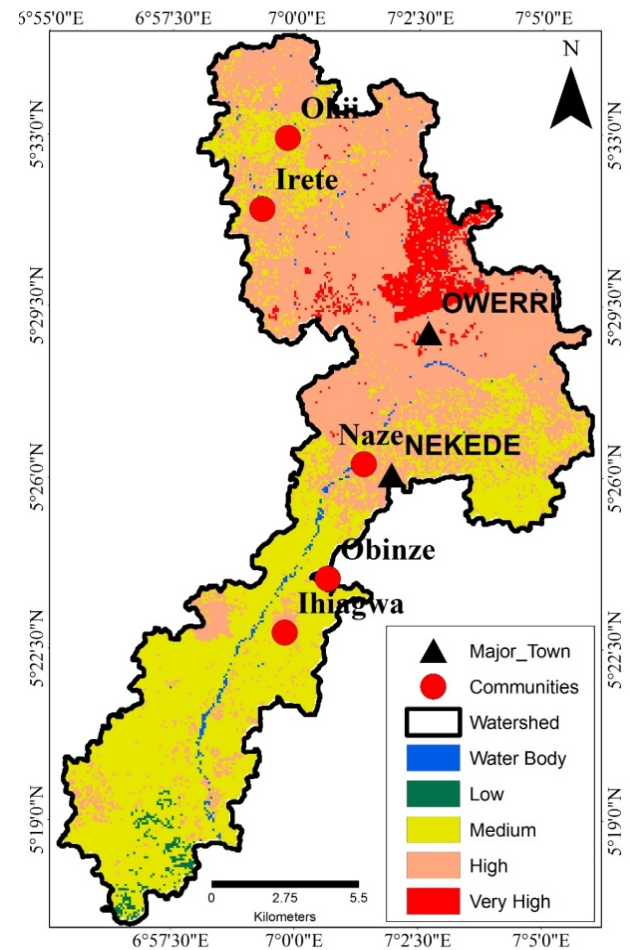 6°55'0"E 6°57'30"E 7°0'0"E 7°2'30"E 7°5'0"E
N
5°33'0"N 5°33'0"N
Ohii
Irete
5°29'30"N 5°29'30"N
OWERRI
Naze NEKEDE
5°26'0"N 5°26'0"N
Obinze
Ihiagwa
5°22'30"N 5°22'30"N
Major_Town
Communities
Watershed
Water Body
Low
Medium
High
Very High
5°19'0"N 5°19'0"N
0 2.75 5.5
Kilometers
6°57'30"E 7°0'0"E 7°2'30"E 7°5'0"E